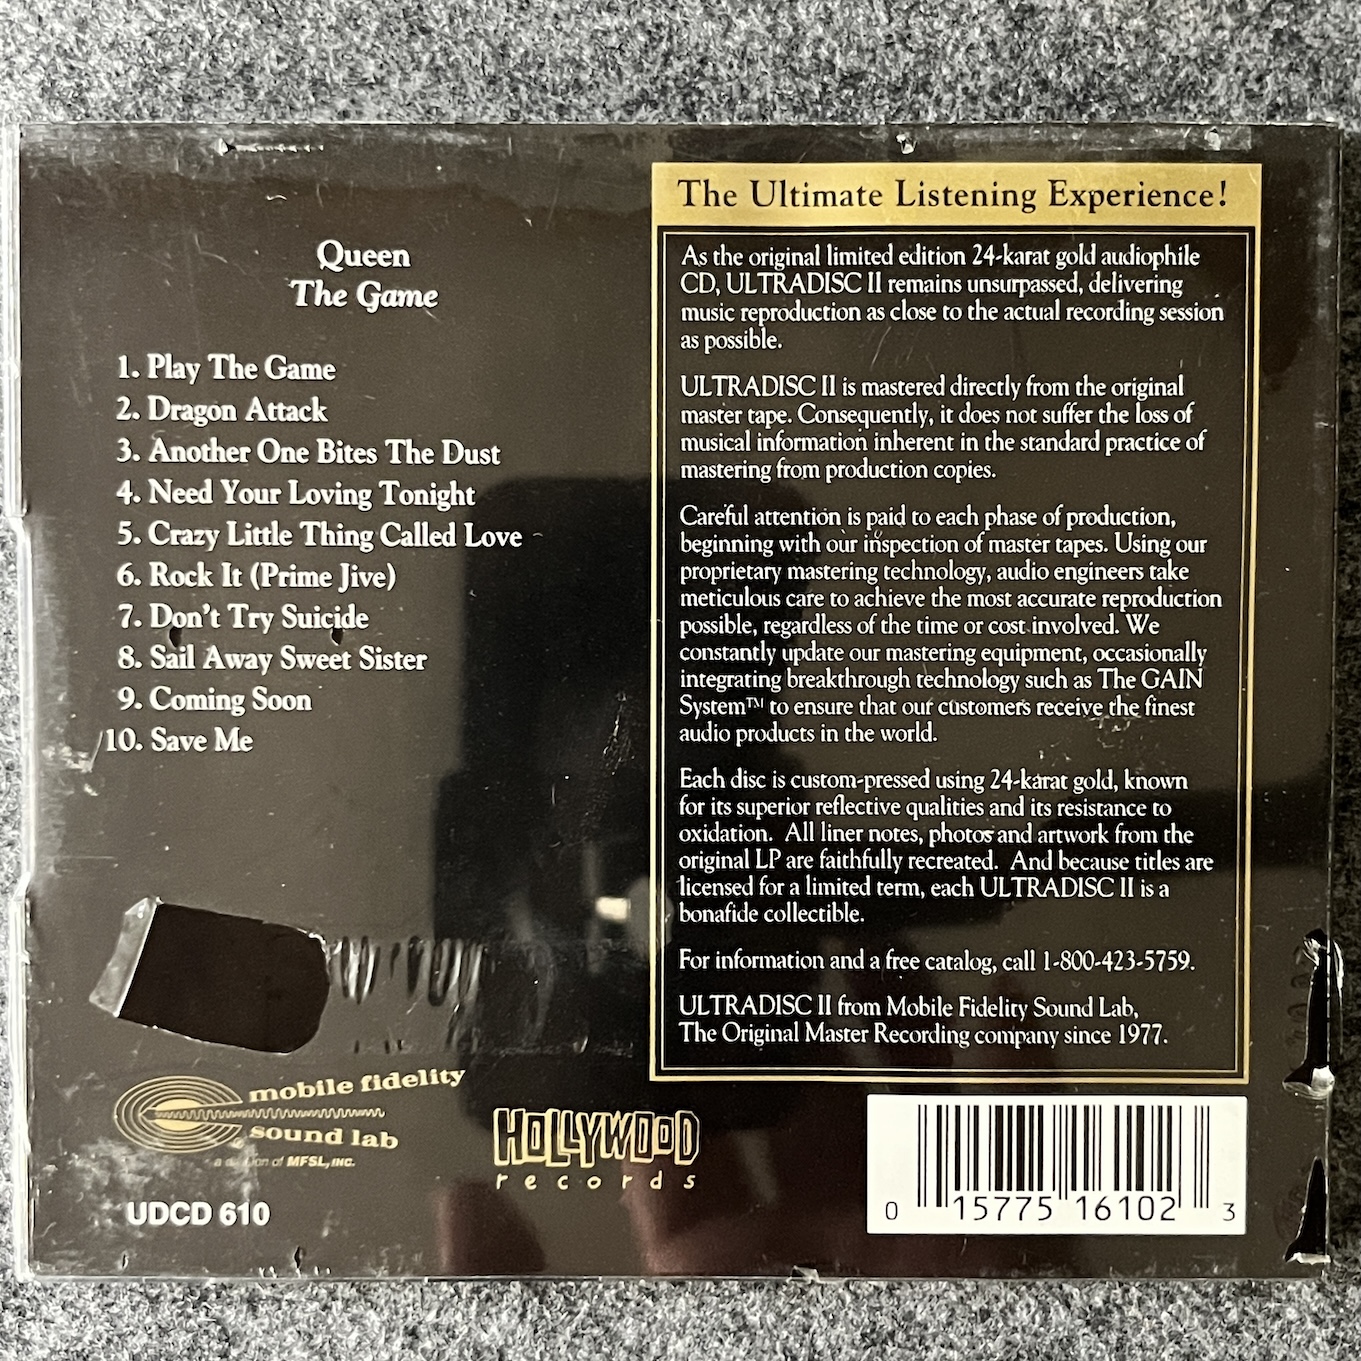 Queen
The Game
1. Play The Game
2. Dragon Attack
3. Another One Bites The Dust
4. Need Your Loving Tonight
5. Crazy Little Thing Called Love
6. Rock It (Prime Jive)
7. Don't Try Suicide
8. Sail Away Sweet Sister
9. Coming Soon
10. Save Me
The Ultimate Listening Experience!
As the original limited edition 24-karat gold audiophile
CD, ULTRADISC II remains unsurpassed, delivering
music reproduction as close to the actual recording session
as possible.
ULTRADISC II is mastered directly from the original
master tape. Consequently, it does not suffer the loss of
musical information inherent in the standard practice of
mastering from production copies.
Careful attention is paid to each phase of production,
beginning with our inspection of master tapes. Using our
proprietary mastering technology, audio engineers take
meticulous care to achieve the most accurate reproduction
possible, regardless of the time or cost involved. We
constantly update our mastering equipment, occasionally
integrating breakthrough technology such as The GAIN
System™ to ensure that our customers receive the finest
audio products in the world.
Each disc is custom-pressed using 24-karat gold, known
for its superior reflective qualities and its resistance to
oxidation. All liner notes, photos and artwork from the
original LP are faithfully recreated. And because titles are
licensed for a limited term, each ULTRADISC II is a
bonafide collectible.
For information and a free catalog, call 1-800-423-5759.
ULTRADISC II from Mobile Fidelity Sound Lab,
The Original Master Recording company since 1977.
mobile fidelity
sound lab
a division of MFSL, INC.
UDCD 610
HOLLYWOOD
records
0 15775 16102 3